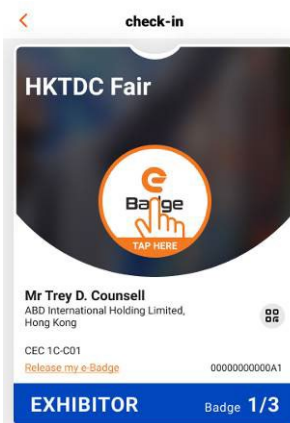 check-in
HKTDC Fair
Badge
TAP HERE
Mr Trey D. Counsell
ABD International Holding Limited,
Hong Kong
CEC 1C-C01
Release my e-Badge
00000000000A1
EXHIBITOR
Badge 1/3